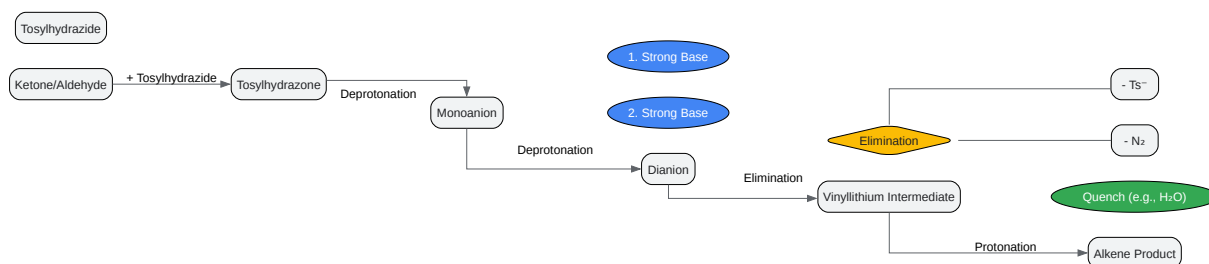 Tosylhydrazide
Ketone/Aldehyde
+ Tosylhydrazide
Tosylhydrazone
Deprotonation
Monoanion
1. Strong Base
2. Strong Base
Deprotonation
Dianion
Elimination
Vinyllithium Intermediate
Elimination
- Ts⁻
- N₂
Quench (e.g., H₂O)
Protonation
Alkene Product